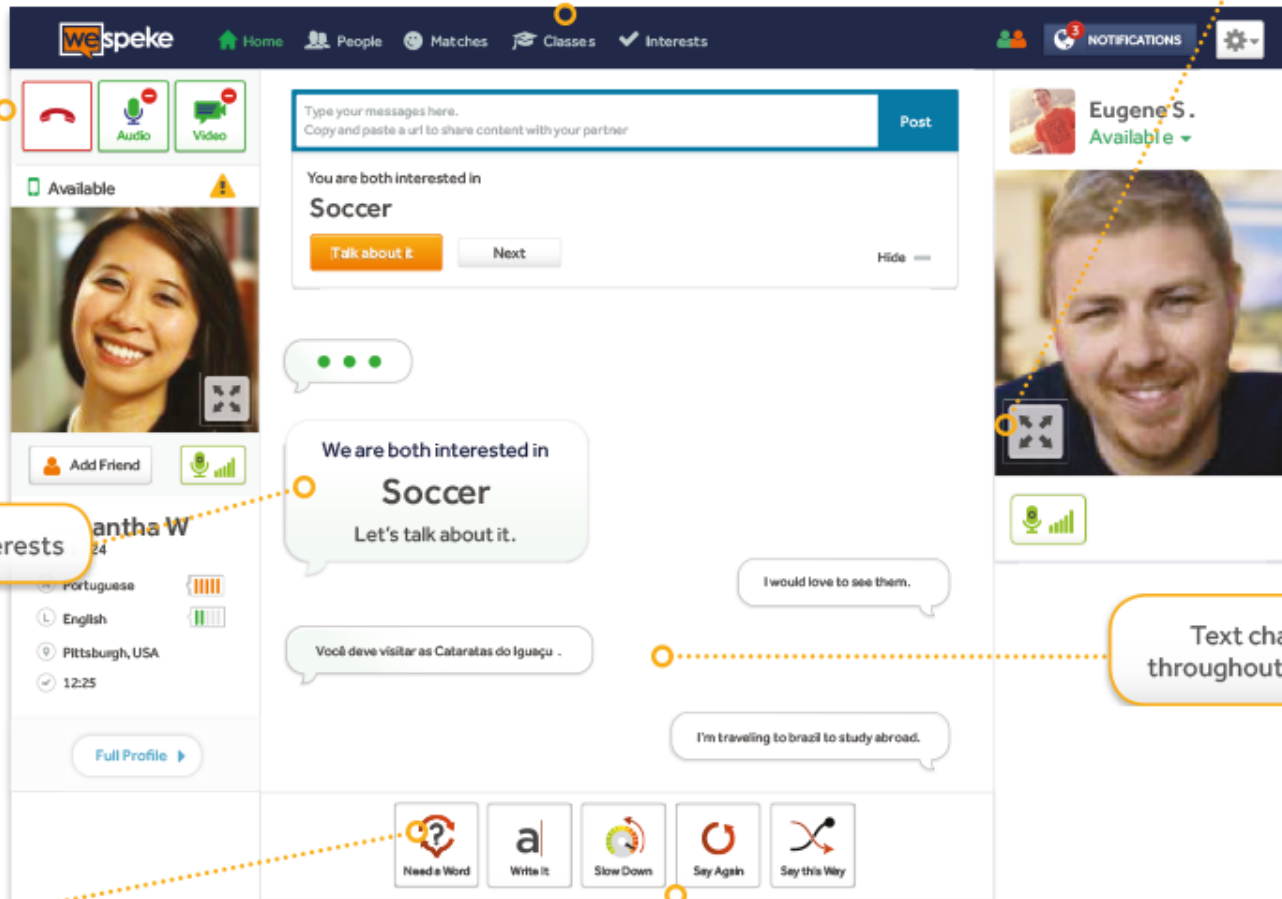 wespeke
Home
People
Matches
Classes
Interests
3
NOTIFICATIONS
Audio
Video
Available
Add Friend
antha W
24
Portuguese
L English
Pittsburgh, USA
12:25
Full Profile
erests
Type your messages here.
Copy and paste a url to share content with your partner
Post
You are both interested in
Soccer
Talk about it
Next
Hide
We are both interested in
Soccer
Let's talk about it.
I would love to see them.
Você deve visitar as Cataratas do Iguaçu .
I'm traveling to brazil to study abroad.
? Need a Word
a Write It
Slow Down
Say Again
Say this Way
Eugene S.
Available
Text cha
throughout